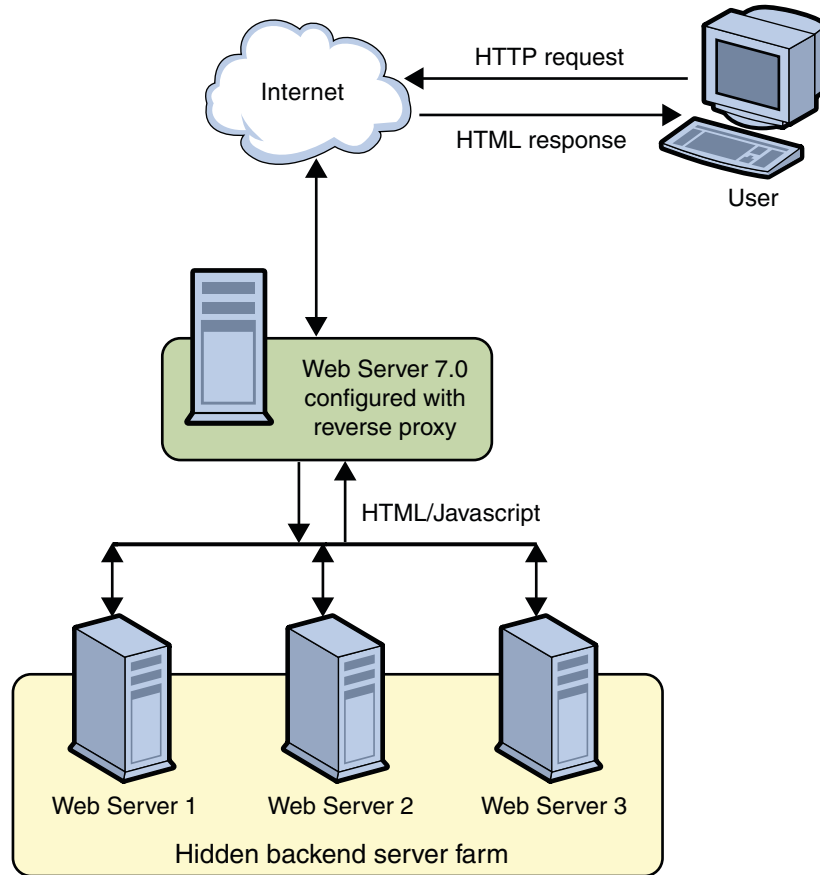 HTTP request
Internet
HTML response
User
Web Server 7.0
configured with
reverse proxy
HTML/Javascript
Web Server 1
Web Server 2
Web Server 3
Hidden backend server farm